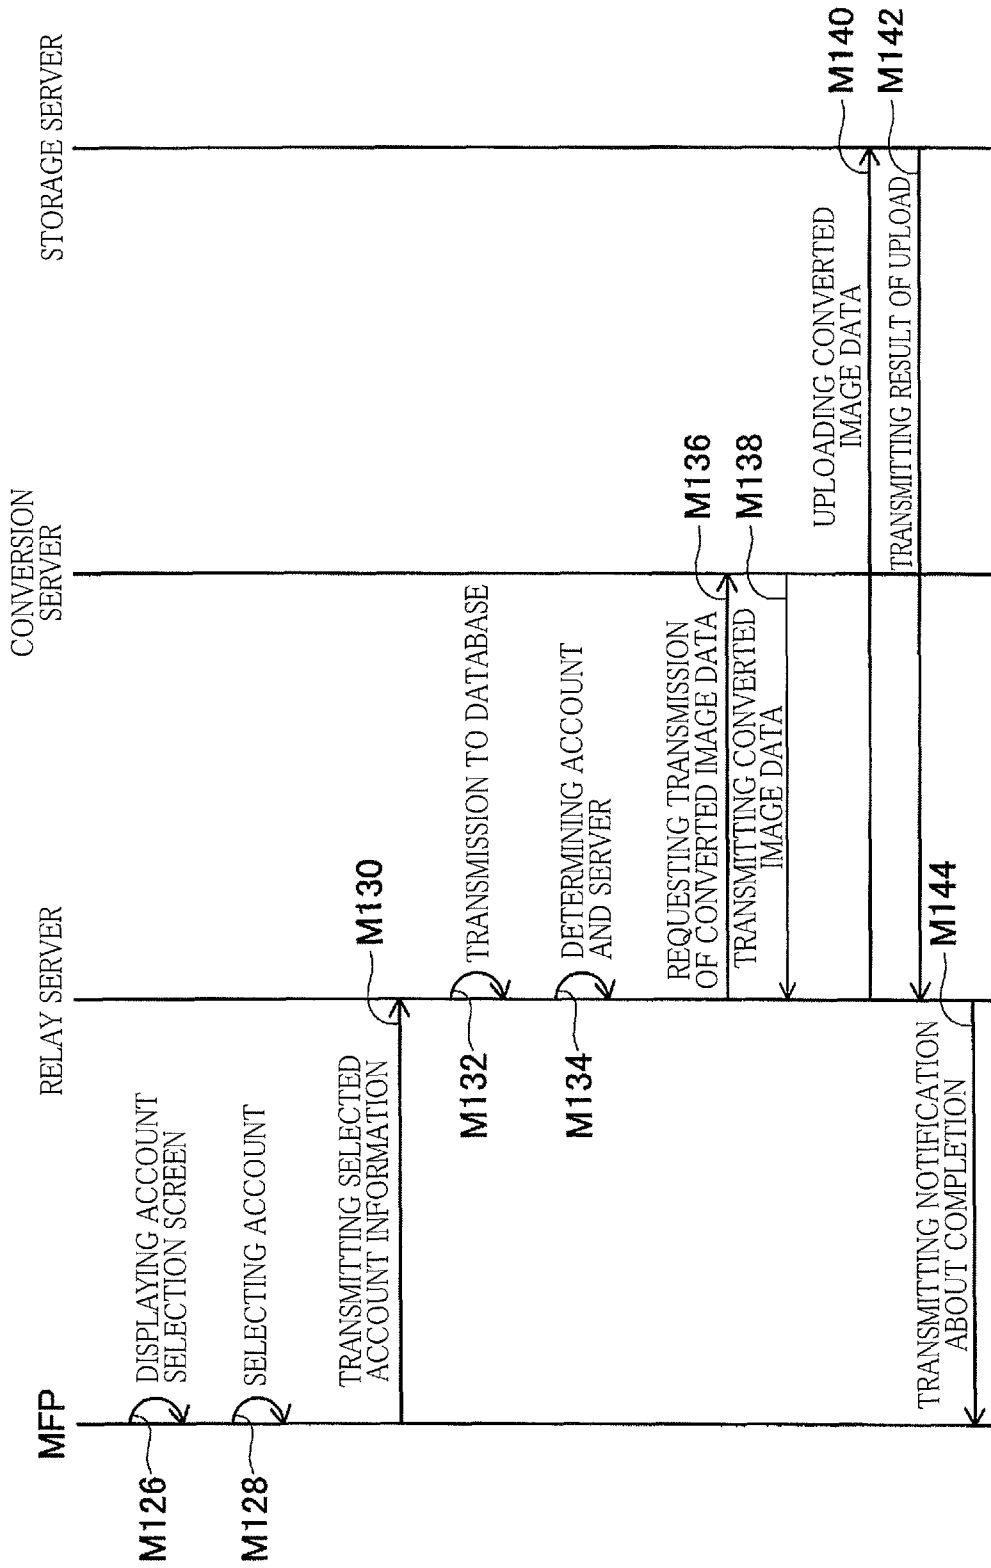 MFP
RELAY SERVER
CONVERSION
SERVER
STORAGE SERVER
M126
DISPLAYING ACCOUNT
SELECTION SCREEN
M128
SELECTING ACCOUNT
TRANSMITTING SELECTED
ACCOUNT INFORMATION
M130
M132
TRANSMISSION TO DATABASE
M134
DETERMINING ACCOUNT
AND SERVER
REQUESTING TRANSMISSION
OF CONVERTED IMAGE DATA
M136
TRANSMITTING CONVERTED
IMAGE DATA
M138
UPLOADING CONVERTED
IMAGE DATA
M140
TRANSMITTING RESULT OF UPLOAD
M142
TRANSMITTING NOTIFICATION
ABOUT COMPLETION
M144